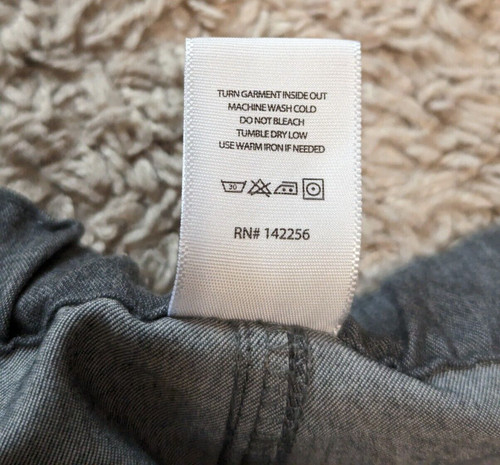 TURN GARMENT INSIDE OUT
MACHINE WASH COLD
DO NOT BLEACH
TUMBLE DRY LOW
USE WARM IRON IF NEEDED
30
RN# 142256